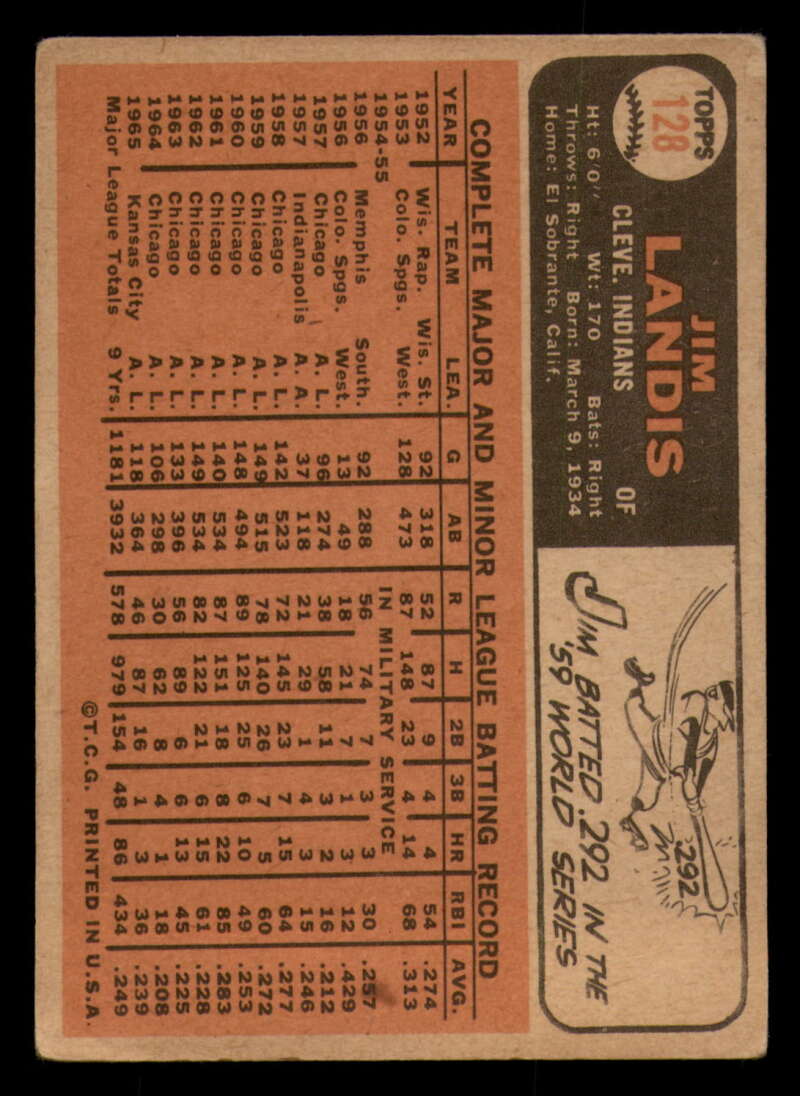 TOPPS
128
JIM
LANDIS
CLEVE. INDIANS OF
Ht: 6'0" Wt: 170 Bats: Right
Throws: Right Born: March 9, 1934
Home: El Sobrante, Calif.
.292
JIM BATTED .292 IN THE
'59 WORLD SERIES
COMPLETE MAJOR AND MINOR LEAGUE BATTING RECORD
YEAR TEAM LEA. G AB R H 2B 3B HR RBI AVG.
1952 Wis. Rap. Wis. St. 92 318 52 87 9 4 4 54 .274
1953 Colo. Spgs. West. 128 473 87 148 23 4 14 68 .313
1954-55 IN MILITARY SERVICE
1956 Memphis South. 92 288 56 74 7 3 3 30 .257
1956 Colo. Spgs. West. 13 49 18 21 7 1 3 12 .429
1957 Chicago A. L. 96 274 38 58 11 3 2 16 .212
1957 Indianapolis A. A. 37 118 21 29 1 4 3 15 .246
1958 Chicago A. L. 142 523 72 145 23 7 15 64 .277
1959 Chicago A. L. 149 515 78 140 26 7 5 60 .272
1960 Chicago A. L. 148 494 89 125 25 6 10 49 .253
1961 Chicago A. L. 140 534 87 151 18 8 22 85 .283
1962 Chicago A. L. 149 534 82 122 21 6 15 61 .228
1963 Chicago A. L. 133 396 56 89 6 6 13 45 .225
1964 Chicago A. L. 106 298 30 62 8 4 1 18 .208
1965 Kansas City A. L. 118 364 46 87 16 1 3 36 .239
Major League Totals 9 Yrs. 1181 3932 578 979 154 48 86 434 .249
©T.C.G. PRINTED IN U.S.A.